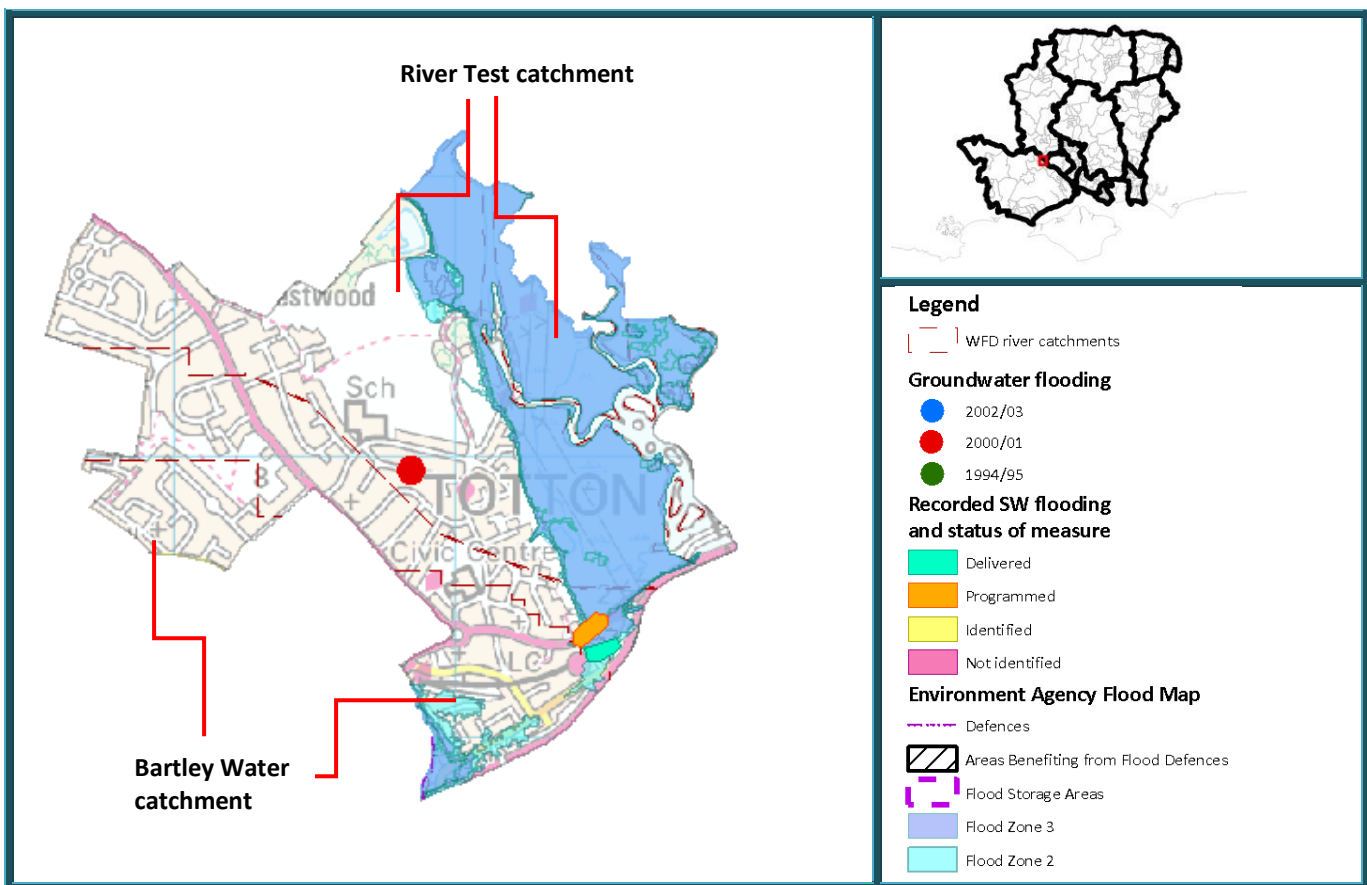 River Test catchment
stwood
Sch
TOTTON
Civic Centre
LC
Bartley Water
catchment
Legend
WFD river catchments
Groundwater flooding
2002/03
2000/01
1994/95
Recorded SW flooding
and status of measure
Delivered
Programmed
Identified
Not identified
Environment Agency Flood Map
Defences
Areas Benefiting from Flood Defences
Flood Storage Areas
Flood Zone 3
Flood Zone 2